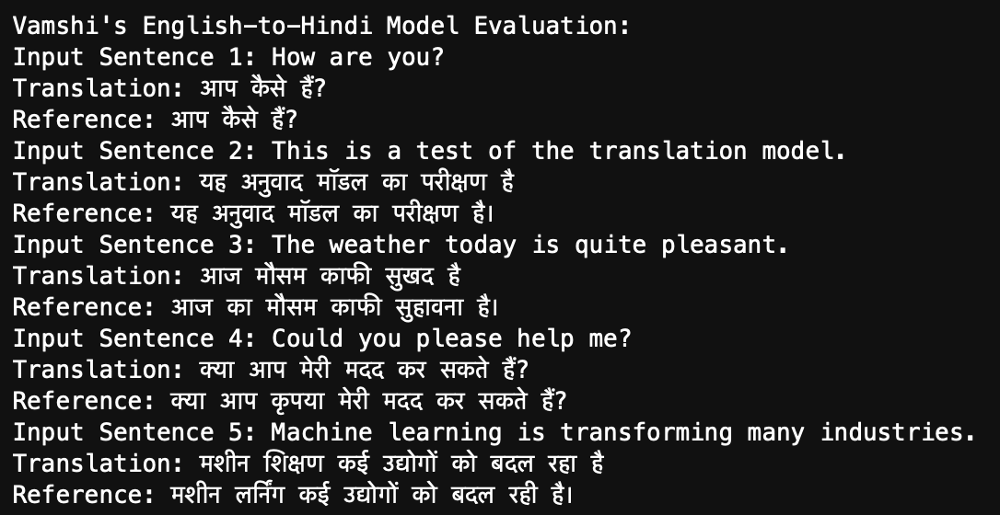 Vamshi's English-to-Hindi Model Evaluation:
Input Sentence 1: How are you?
Translation: आप कैसे हैं?
Reference: आप कैसे हैं?
Input Sentence 2: This is a test of the translation model.
Translation: यह अनुवाद मॉडल का परीक्षण है
Reference: यह अनुवाद मॉडल का परीक्षण है।
Input Sentence 3: The weather today is quite pleasant.
Translation: आज मौसम काफी सुखद है
Reference: आज का मौसम काफी सुहावना है।
Input Sentence 4: Could you please help me?
Translation: क्या आप मेरी मदद कर सकते हैं?
Reference: क्या आप कृपया मेरी मदद कर सकते हैं?
Input Sentence 5: Machine learning is transforming many industries.
Translation: मशीन शिक्षण कई उद्योगों को बदल रहा है
Reference: मशीन लर्निंग कई उद्योगों को बदल रही है।